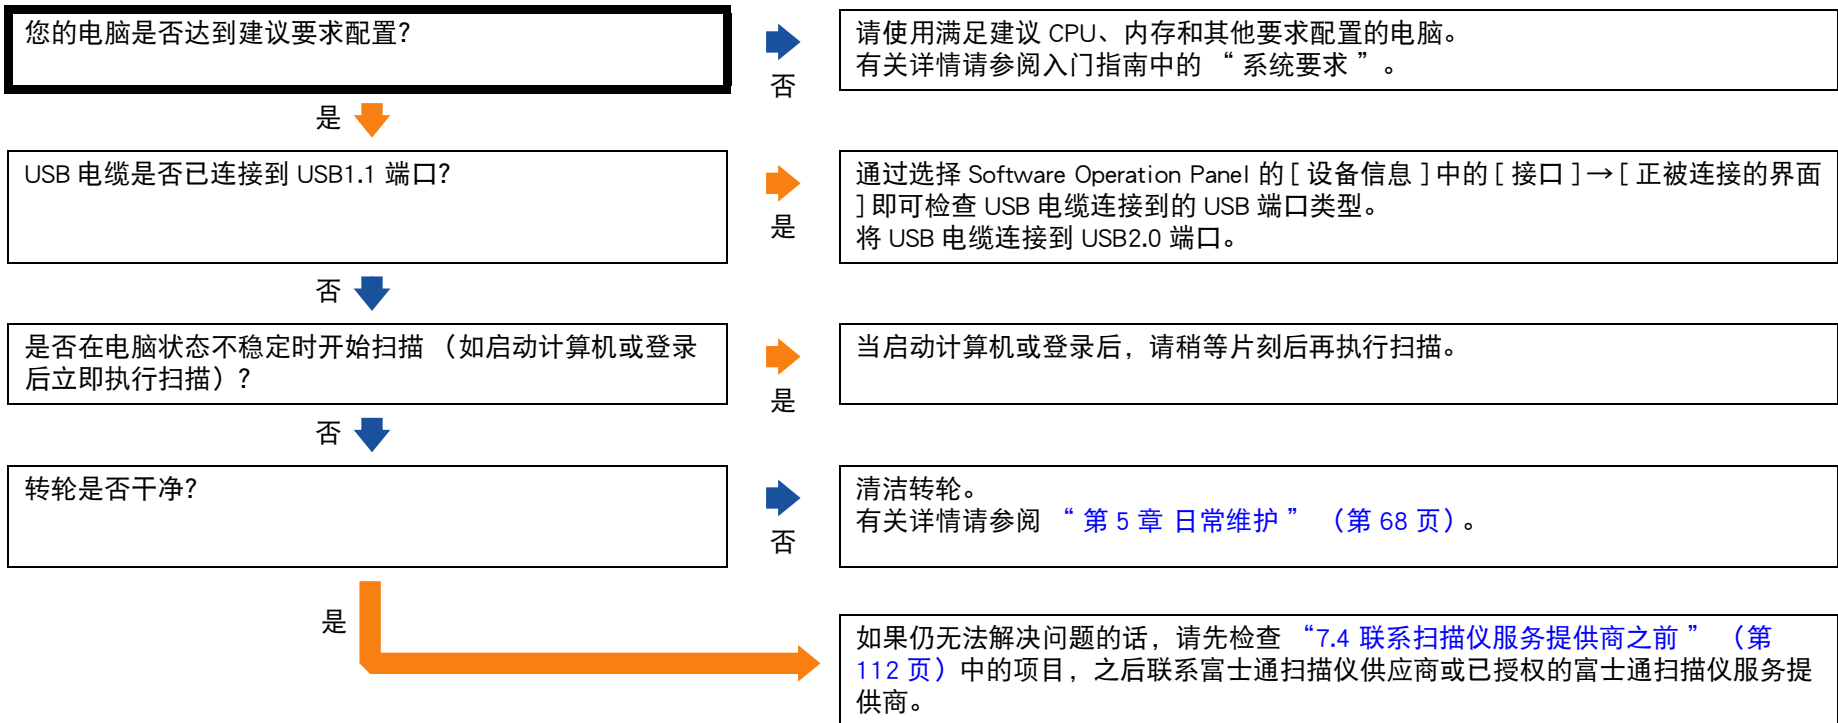 您的电脑是否达到建议要求配置?
否
请使用满足建议 CPU、内存和其他要求配置的电脑。
有关详情请参阅入门指南中的 “ 系统要求 ”。
是
USB 电缆是否已连接到 USB1.1 端口?
是
通过选择 Software Operation Panel 的 [ 设备信息 ] 中的 [ 接口 ] → [ 正被连接的界面
] 即可检查 USB 电缆连接到的 USB 端口类型。
将 USB 电缆连接到 USB2.0 端口。
否
是否在电脑状态不稳定时开始扫描 （如启动计算机或登录
后立即执行扫描）?
是
当启动计算机或登录后，请稍等片刻后再执行扫描。
否
转轮是否干净?
否
清洁转轮。
有关详情请参阅 “ 第 5 章 日常维护 ” （第 68 页）。
是
如果仍无法解决问题的话，请先检查 “7.4 联系扫描仪服务提供商之前 ” （第
112 页）中的项目，之后联系富士通扫描仪供应商或已授权的富士通扫描仪服务提
供商。